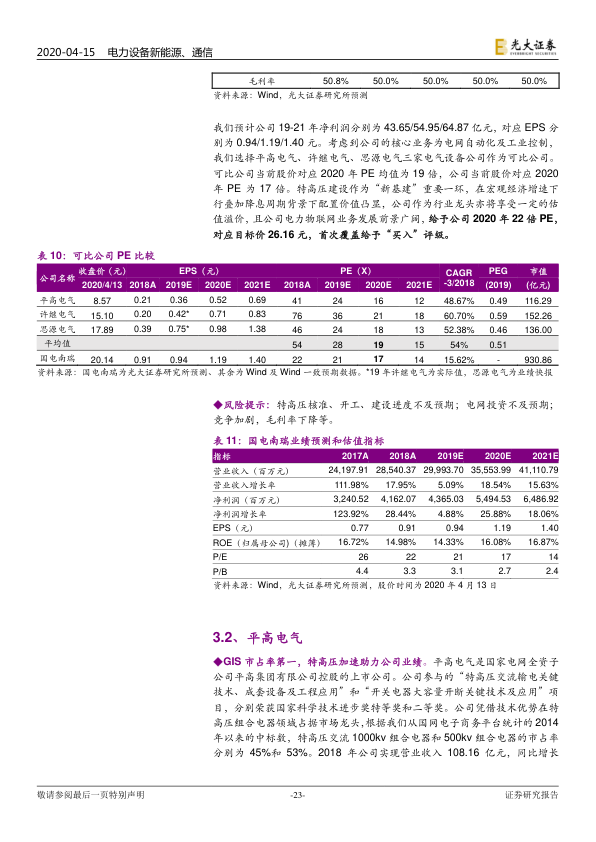 2020-04-15 电力设备新能源、通信
光大证券
EVERBRIGHT SECURITIES
毛利率 50.8% 50.0% 50.0% 50.0% 50.0%
资料来源：Wind，光大证券研究所预测
我们预计公司 19-21 年净利润分别为 43.65/54.95/64.87 亿元，对应 EPS 分
别为 0.94/1.19/1.40 元。考虑到公司的核心业务为电网自动化及工业控制，
我们选择平高电气、许继电气、思源电气三家电气设备公司作为可比公司。
可比公司当前股价对应 2020 年 PE 均值为 19 倍，公司当前股价对应 2020
年 PE 为 17 倍。特高压建设作为“新基建”重要一环，在宏观经济增速下
行叠加降息周期背景下配置价值凸显，公司作为行业龙头亦将享受一定的估
值溢价，且公司电力物联网业务发展前景广阔，给予公司 2020 年 22 倍 PE，
对应目标价 26.16 元，首次覆盖给予“买入”评级。
表 10：可比公司 PE 比较
公司名称 收盘价（元） EPS（元） PE（X） CAGR PEG 市值
2020/4/13 2018A 2019E 2020E 2021E 2018A 2019E 2020E 2021E -3/2018 (2019) (亿元)
平高电气 8.57 0.21 0.36 0.52 0.69 41 24 16 12 48.67% 0.49 116.29
许继电气 15.10 0.20 0.42* 0.71 0.83 76 36 21 18 60.70% 0.59 152.26
思源电气 17.89 0.39 0.75* 0.98 1.38 46 24 18 13 52.38% 0.46 136.00
平均值 54 28 19 15 54% 0.51
国电南瑞 20.14 0.91 0.94 1.19 1.40 22 21 17 14 15.62% - 930.86
资料来源：国电南瑞为光大证券研究所预测、其余为 Wind 及 Wind 一致预期数据。*19 年许继电气为实际值，思源电气为业绩快报
◆风险提示：特高压核准、开工、建设进度不及预期；电网投资不及预期；
竞争加剧，毛利率下降等。
表 11：国电南瑞业绩预测和估值指标
指标 2017A 2018A 2019E 2020E 2021E
营业收入（百万元） 24,197.91 28,540.37 29,993.70 35,553.99 41,110.79
营业收入增长率 111.98% 17.95% 5.09% 18.54% 15.63%
净利润（百万元） 3,240.52 4,162.07 4,365.03 5,494.53 6,486.92
净利润增长率 123.92% 28.44% 4.88% 25.88% 18.06%
EPS（元） 0.77 0.91 0.94 1.19 1.40
ROE（归属母公司)（摊薄） 16.72% 14.98% 14.33% 16.08% 16.87%
P/E 26 22 21 17 14
P/B 4.4 3.3 3.1 2.7 2.4
资料来源：Wind，光大证券研究所预测，股价时间为 2020 年 4 月 13 日
3.2、平高电气
◆GIS 市占率第一，特高压加速助力公司业绩。平高电气是国家电网全资子
公司平高集团有限公司控股的上市公司。公司参与的“特高压交流输电关键
技术、成套设备及工程应用”和“开关电器大容量开断关键技术及应用”项
目，分别荣获国家科学技术进步奖特等奖和二等奖。公司凭借技术优势在特
高压组合电器领域占据市场龙头，根据我们从国网电子商务平台统计的 2014
年以来的中标数，特高压交流 1000kv 组合电器和 500kv 组合电器的市占率
分别为 45%和 53%。2018 年公司实现营业收入 108.16 亿元，同比增长
敬请参阅最后一页特别声明 -23- 证券研究报告